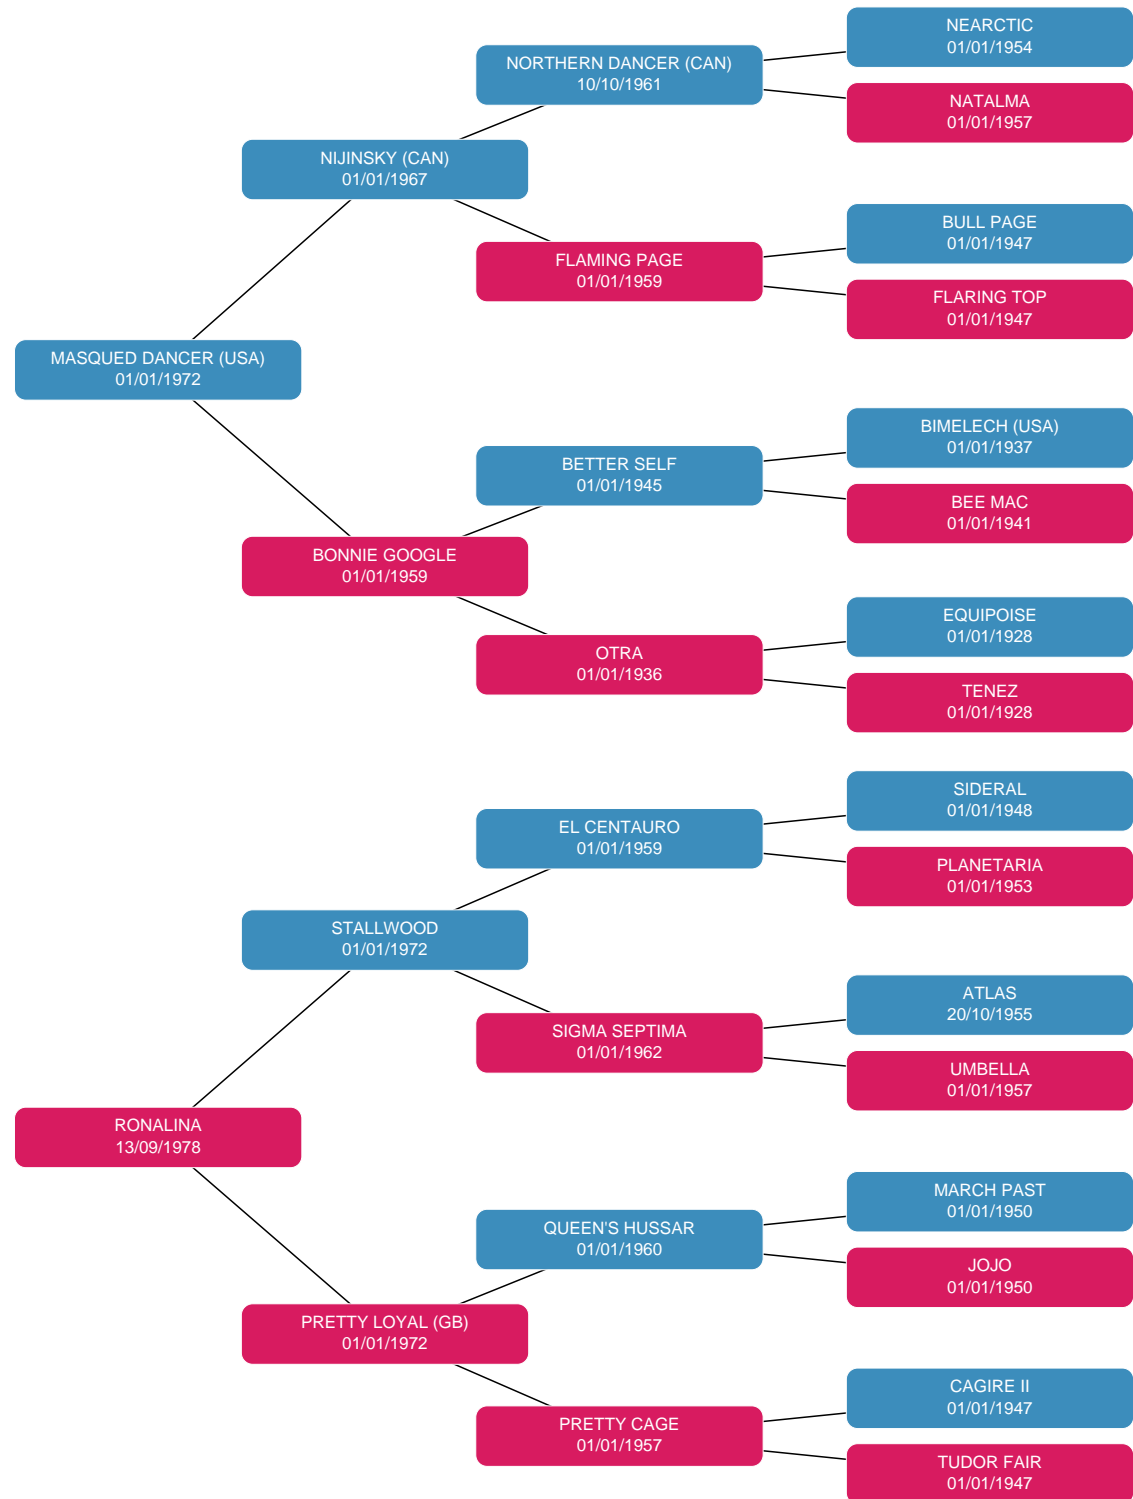 NEARCTIC
01/01/1954
NORTHERN DANCER (CAN)
10/10/1961
NATALMA
01/01/1957
NIJINSKY (CAN)
01/01/1967
BULL PAGE
01/01/1947
FLAMING PAGE
01/01/1959
FLARING TOP
01/01/1947
MASQUED DANCER (USA)
01/01/1972
BIMELECH (USA)
01/01/1937
BETTER SELF
01/01/1945
BEE MAC
01/01/1941
BONNIE GOOGLE
01/01/1959
EQUIPOISE
01/01/1928
OTRA
01/01/1936
TENEZ
01/01/1928
SIDERAL
01/01/1948
EL CENTAURO
01/01/1959
PLANETARIA
01/01/1953
STALLWOOD
01/01/1972
ATLAS
20/10/1955
SIGMA SEPTIMA
01/01/1962
UMBELLA
01/01/1957
RONALINA
13/09/1978
MARCH PAST
01/01/1950
QUEEN'S HUSSAR
01/01/1960
JOJO
01/01/1950
PRETTY LOYAL (GB)
01/01/1972
CAGIRE II
01/01/1947
PRETTY CAGE
01/01/1957
TUDOR FAIR
01/01/1947